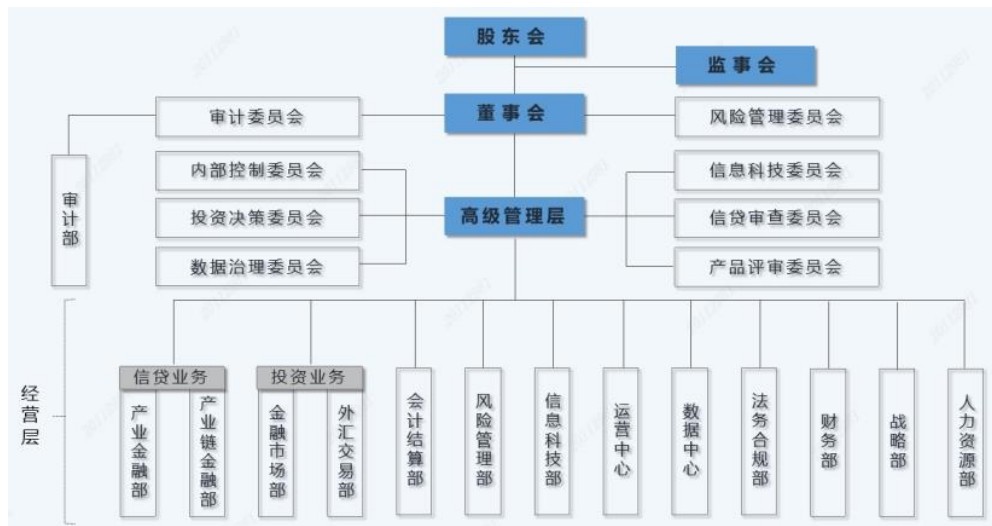 股东会
监事会
审计委员会
董事会
风险管理委员会
内部控制委员会
信息科技委员会
审计部
投资决策委员会
高级管理层
信贷审查委员会
数据治理委员会
产品评审委员会
经营层
信贷业务
投资业务
产业金融部
产业链金融部
金融市场部
外汇交易部
会计结算部
风险管理部
信息科技部
运营中心
数据中心
法务合规部
财务部
战略部
人力资源部